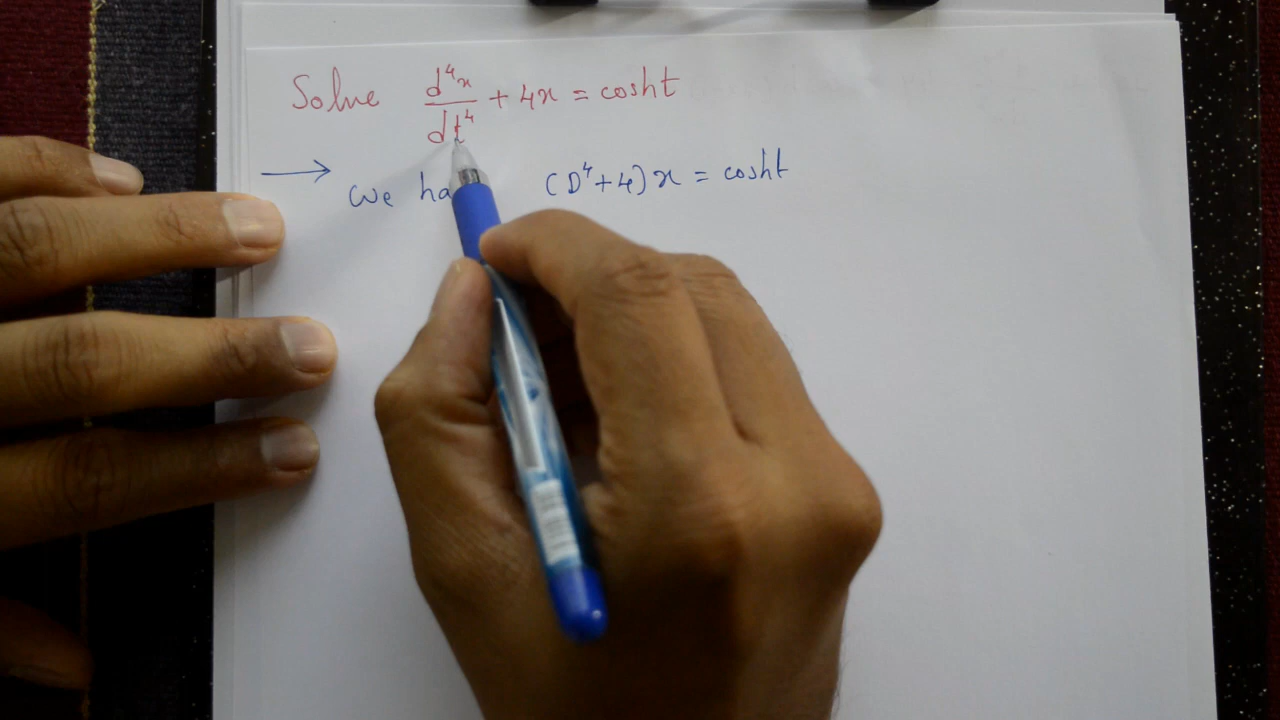 Solve d⁴x/dt⁴ + 4x = cosht
→ We ha (D⁴+4)x = cosht